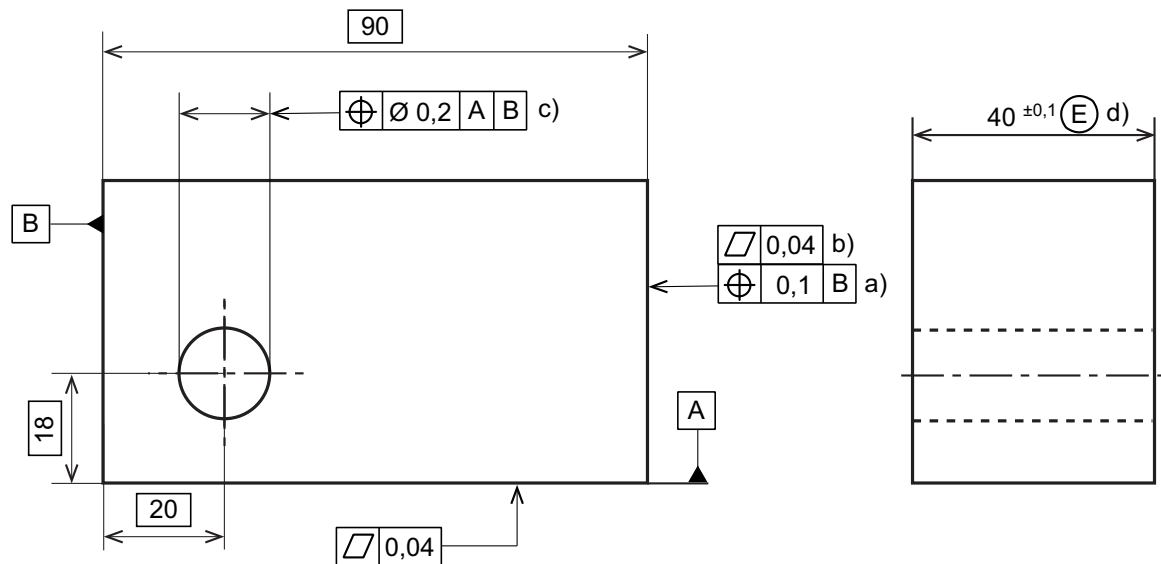 90
⌖ Ø 0,2 A B c)
40 ±0,1 Ⓔ d)
B
⏥ 0,04 b)
⌖ 0,1 B a)
A
18
20
⏥ 0,04